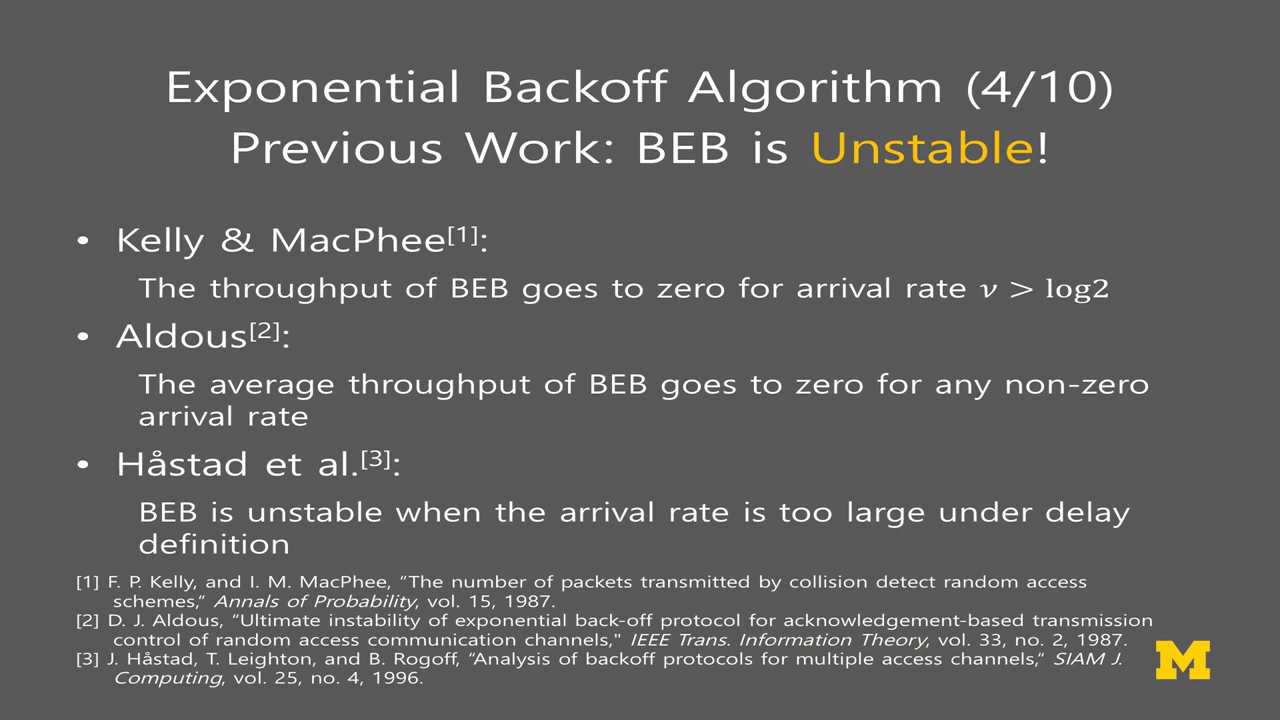 Exponential Backoff Algorithm (4/10)
Previous Work: BEB is Unstable!
• Kelly & MacPhee[1]:
The throughput of BEB goes to zero for arrival rate ν > log2
• Aldous[2]:
The average throughput of BEB goes to zero for any non-zero
arrival rate
• Håstad et al.[3]:
BEB is unstable when the arrival rate is too large under delay
definition
[1] F. P. Kelly, and I. M. MacPhee, “The number of packets transmitted by collision detect random access
schemes,“ Annals of Probability, vol. 15, 1987.
[2] D. J. Aldous, “Ultimate instability of exponential back-off protocol for acknowledgement-based transmission
control of random access communication channels," IEEE Trans. Information Theory, vol. 33, no. 2, 1987.
[3] J. Håstad, T. Leighton, and B. Rogoff, “Analysis of backoff protocols for multiple access channels,“ SIAM J.
Computing, vol. 25, no. 4, 1996.
M